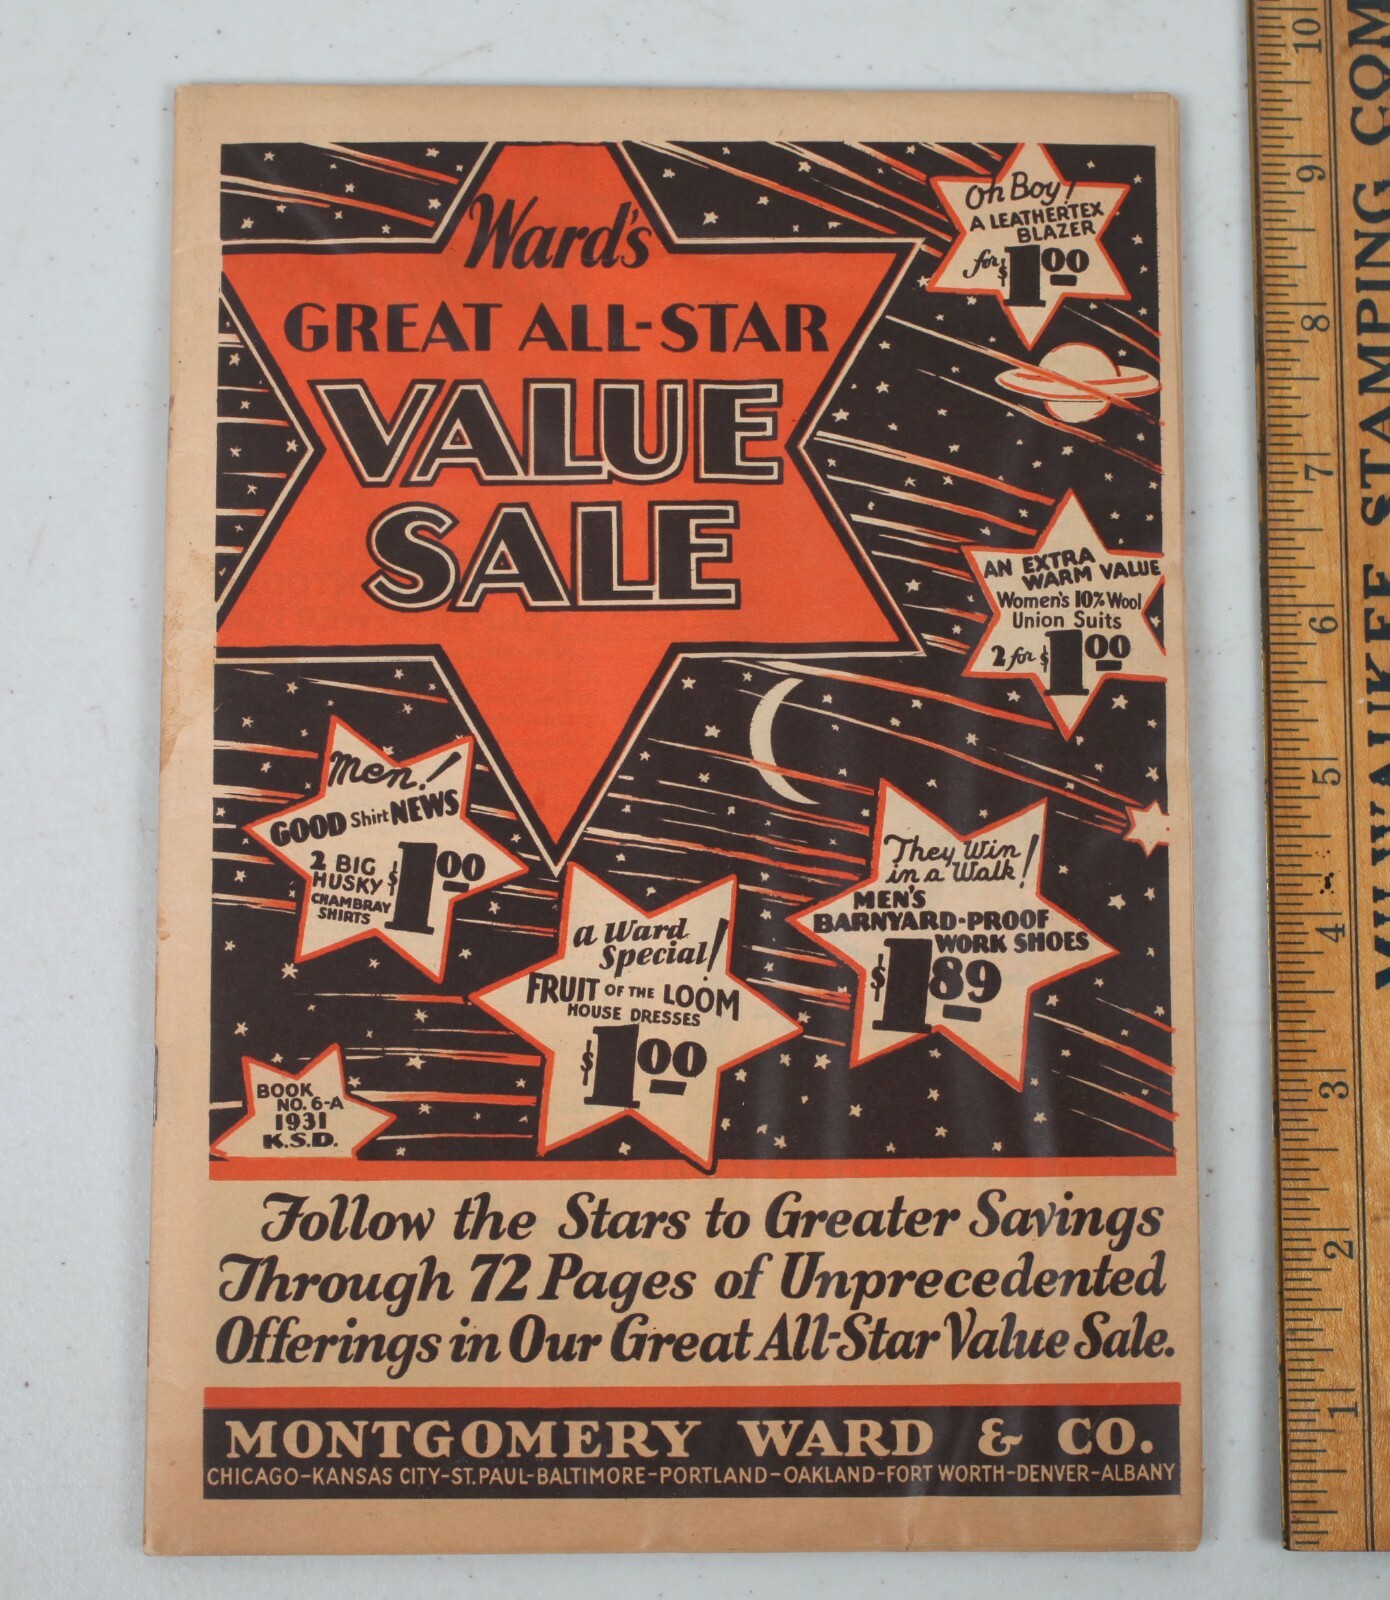 Ward's
GREAT ALL-STAR
VALUE
SALE
Oh Boy!
A LEATHERTEX
BLAZER
for $1.00
AN EXTRA
WARM VALUE
Women's 10% Wool
Union Suits
2 for $1.00
Men!
GOOD Shirt NEWS
2 BIG
HUSKY
CHAMBRAY
SHIRTS
$1.00
They Win
in a Walk!
MEN'S
BARNYARD-PROOF
WORK SHOES
$1.89
a Ward
Special!
FRUIT OF THE LOOM
HOUSE DRESSES
$1.00
BOOK
NO. 6-A
1931
K.S.D.
Follow the Stars to Greater Savings
Through 72 Pages of Unprecedented
Offerings in Our Great All-Star Value Sale.
MONTGOMERY WARD & CO.
CHICAGO-KANSAS CITY-ST. PAUL-BALTIMORE-PORTLAND-OAKLAND-FORT WORTH-DENVER-ALBANY
10
9
8
7
6
5
4
3
2
1
STAMPING COM